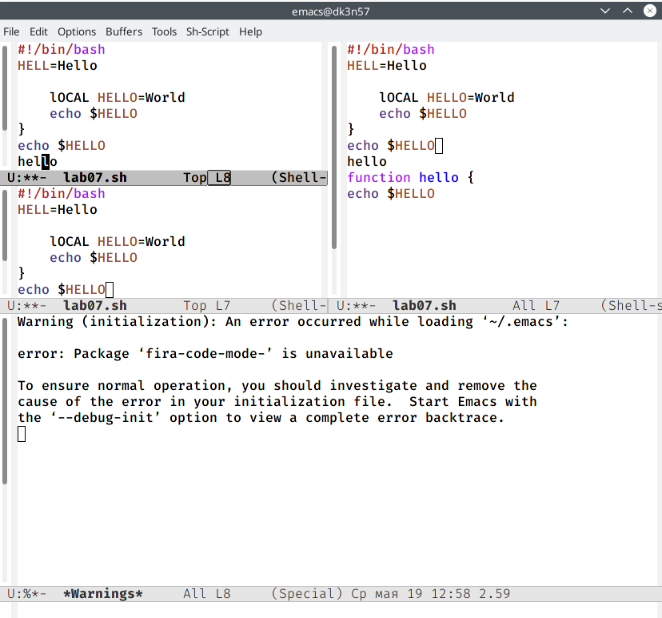 emacs@dk3n57
File Edit Options Buffers Tools Sh-Script Help
#!/bin/bash
HELL=Hello
lOCAL HELLO=World
echo $HELLO
}
echo $HELLO
hello
U:**- lab07.sh Top L8 (Shell-
#!/bin/bash
HELL=Hello
lOCAL HELLO=World
echo $HELLO
}
echo $HELLO
U:**- lab07.sh Top L7 (Shell-
#!/bin/bash
HELL=Hello
lOCAL HELLO=World
echo $HELLO
}
echo $HELLO
hello
function hello {
echo $HELLO
U:**- lab07.sh All L7 (Shell-s
Warning (initialization): An error occurred while loading ‘~/.emacs’:
error: Package ‘fira-code-mode-’ is unavailable
To ensure normal operation, you should investigate and remove the
cause of the error in your initialization file. Start Emacs with
the ‘--debug-init’ option to view a complete error backtrace.
U:%*- *Warnings* All L8 (Special) Ср мая 19 12:58 2.59